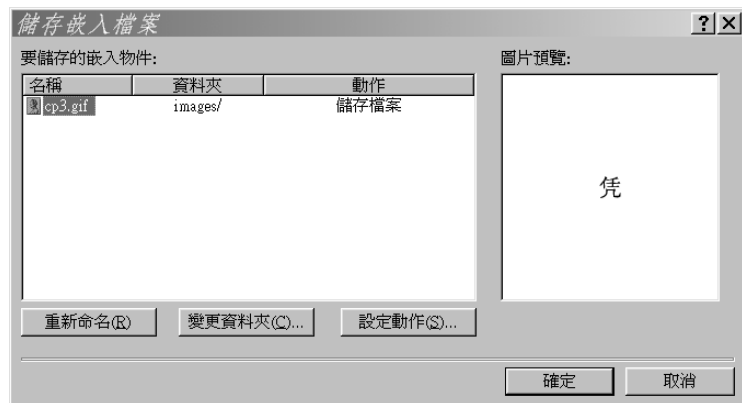 儲存嵌入檔案
要儲存的嵌入物件:
圖片預覽:
名稱 資料夾 動作
cp3.gif images/ 儲存檔案
凭
重新命名(R) 變更資料夾(C)... 設定動作(S)...
確定 取消